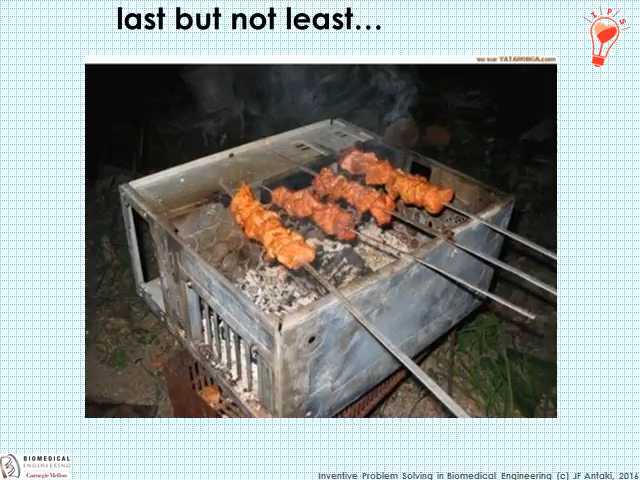 last but not least…
I P S
vu sur YATAHONGA.com
BIOMEDICAL
ENGINEERING
Carnegie Mellon
Inventive Problem Solving in Biomedical Engineering (c) JF Antaki, 2016